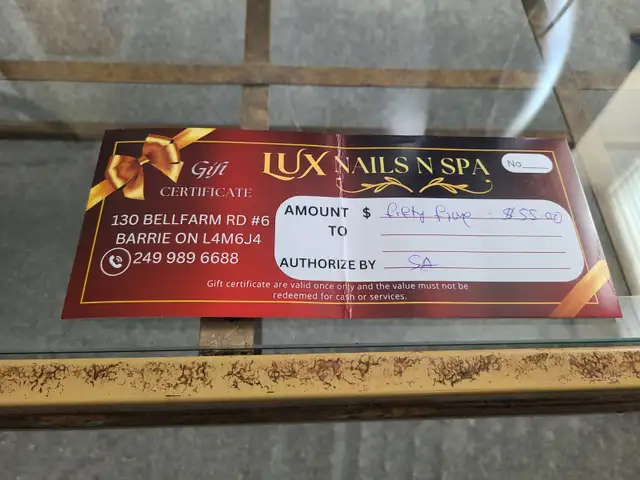 Gift
CERTIFICATE
LUX NAILS N SPA
No
130 BELLFARM RD #6
BARRIE ON L4M6J4
249 989 6688
AMOUNT $ fifty five - $55.00
TO
AUTHORIZE BY SA
Gift certificate are valid once only and the value must not be
redeemed for cash or services.